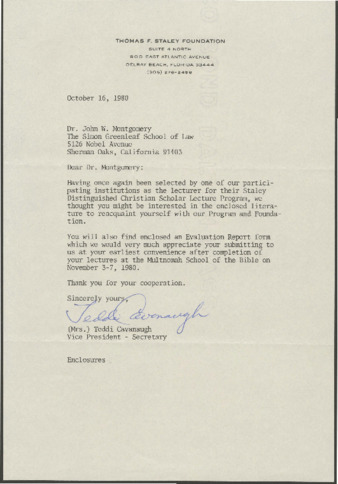 THOMAS F. STALEY FOUNDATION
SUITE 4 NORTH
800 EAST ATLANTIC AVENUE
DELRAY BEACH, FLORIDA 33444
(305) 276-2488
October 16, 1980
Dr. John W. Montgomery
The Simon Greenleaf School of Law
5126 Nobel Avenue
Sherman Oaks, California 91403
Dear Dr. Montgomery:
Having once again been selected by one of our partici-
pating institutions as the lecturer for their Staley
Distinguished Christian Scholar Lecture Program, we
thought you might be interested in the enclosed litera-
ture to reacquaint yourself with our Program and Founda-
tion.
You will also find enclosed an Evaluation Report form
which we would very much appreciate your submitting to
us at your earliest convenience after completion of
your lectures at the Multnomah School of the Bible on
November 3-7, 1980.
Thank you for your cooperation.
Sincerely yours,
Teddi Cavanaugh
(Mrs.) Teddi Cavanaugh
Vice President - Secretary
Enclosures